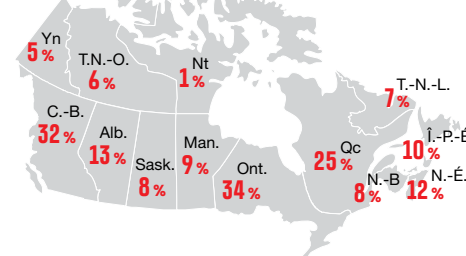 Yn
5 %
T.N.-O.
6 %
Nt
1 %
C.-B.
32 %
Alb.
13 %
Sask.
8 %
Man.
9 %
Ont.
34 %
Qc
25 %
T.-N.-L.
7 %
Î.-P.-É
10 %
N.-B
8 %
N.-É.
12 %